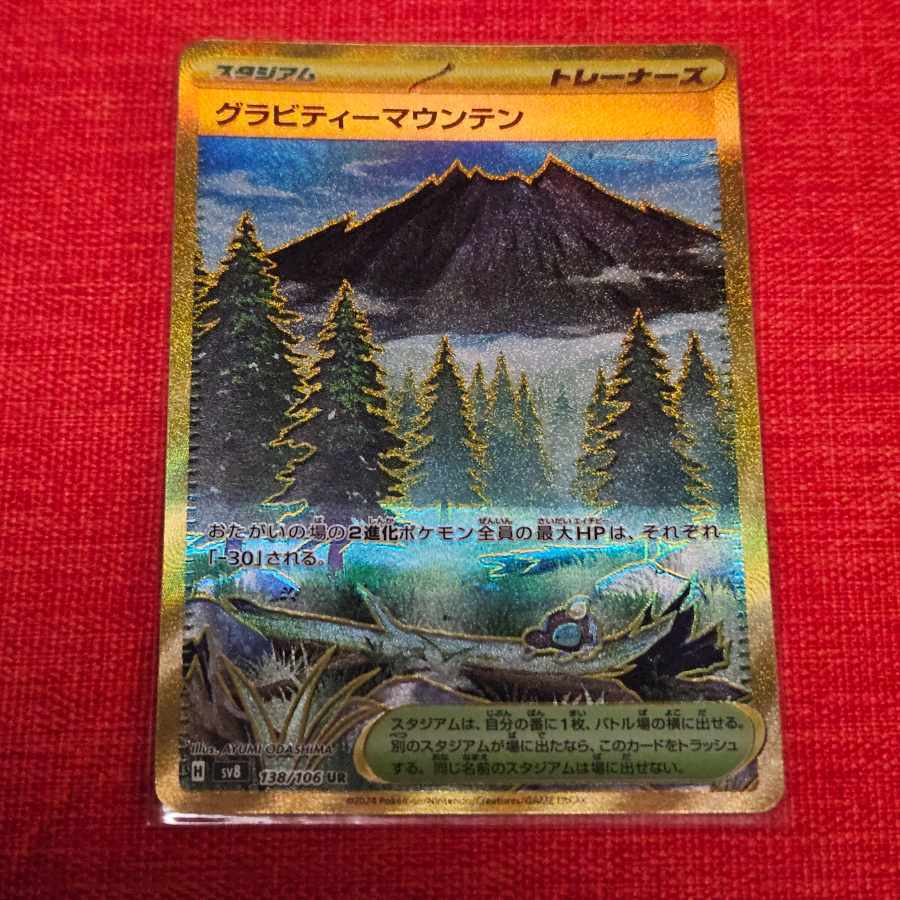 スタジアム トレーナーズ
グラビティーマウンテン
おたがいの場の2進化ポケモン全員の最大HPは、それぞれ
「-30」される。
スタジアムは、自分の番に1枚、バトル場の横に出せる。
別のスタジアムが場に出たなら、このカードをトラッシュ
する。同じ名前のスタジアムは場に出せない。
Illus. AYUMI ODASHIMA
H sv8 138/106 UR
©2024 Pokémon/Nintendo/Creatures/GAME FREAK